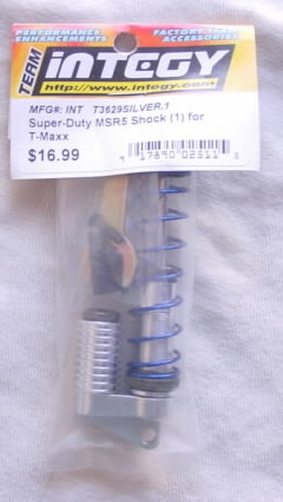 PERFORMANCE ENHANCEMENTS
FACTORY TEAM ACCESSORIES
TEAM
iNTEGY
http://www.integy.com
MFG#: INT T3629SILVER.1
Super-Duty MSR5 Shock (1) for
T-Maxx
$16.99